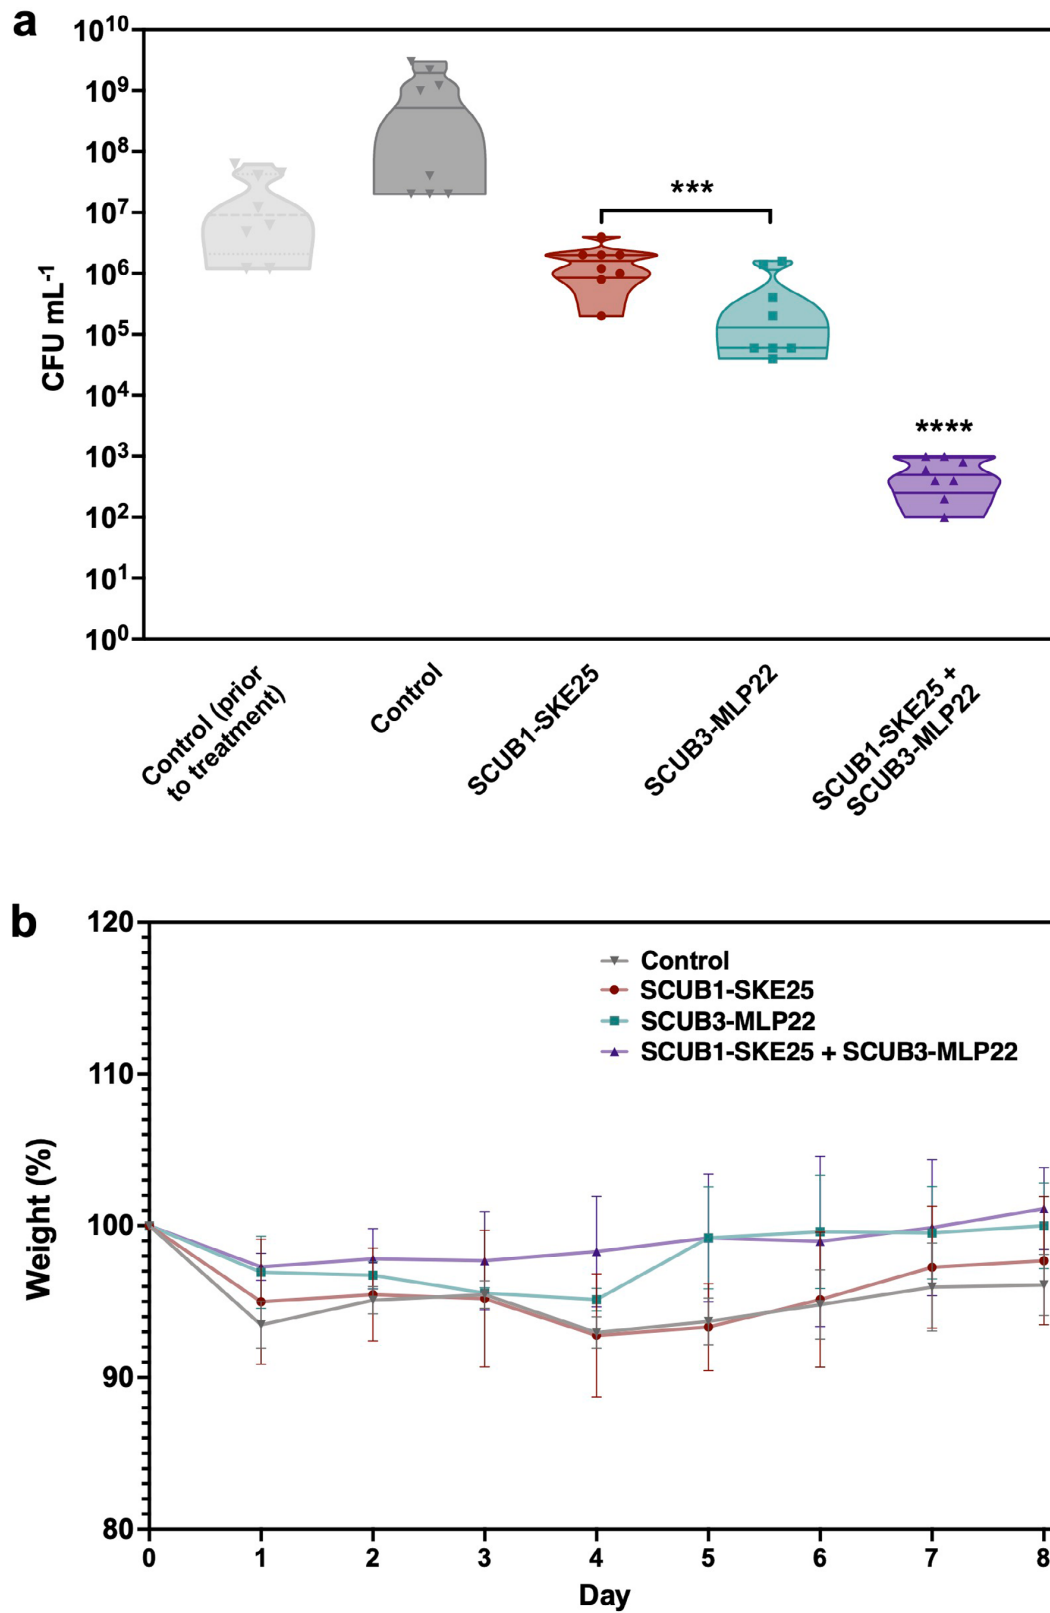 a
10^10
10^9
10^8
10^7
10^6
10^5
10^4
10^3
10^2
10^1
10^0
CFU mL^-1
***
****
Control (prior
to treatment)
Control
SCUB1-SKE25
SCUB3-MLP22
SCUB1-SKE25 +
SCUB3-MLP22
b
120
110
100
90
80
Weight (%)
Control
SCUB1-SKE25
SCUB3-MLP22
SCUB1-SKE25 + SCUB3-MLP22
0 1 2 3 4 5 6 7 8
Day